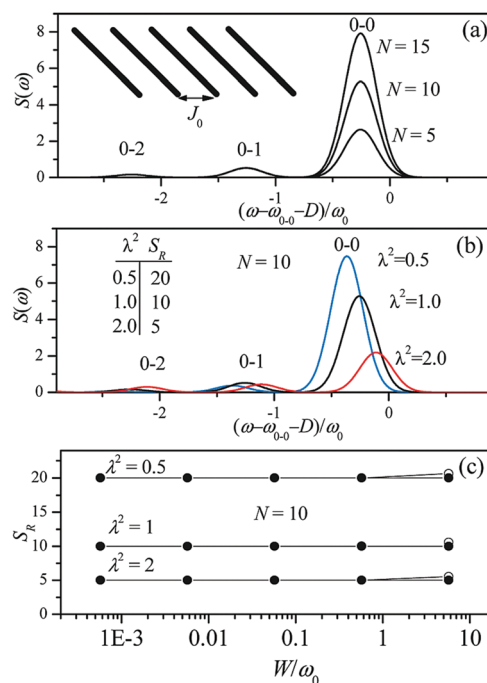 (a)
0-0
N = 15
N = 10
N = 5
J₀
0-2
0-1
S(ω)
8
6
4
2
0
-2
-1
0
(ω-ω₀₋₀-D)/ω₀
(b)
0-0
λ² S_R
0.5 20
1.0 10
2.0 5
N = 10
λ²=0.5
λ²=1.0
λ²=2.0
0-2
0-1
S(ω)
8
6
4
2
0
-2
-1
0
(ω-ω₀₋₀-D)/ω₀
(c)
λ² = 0.5
N = 10
λ² = 1
λ² = 2
S_R
20
15
10
5
0
1E-3
0.01
0.1
1
10
W/ω₀